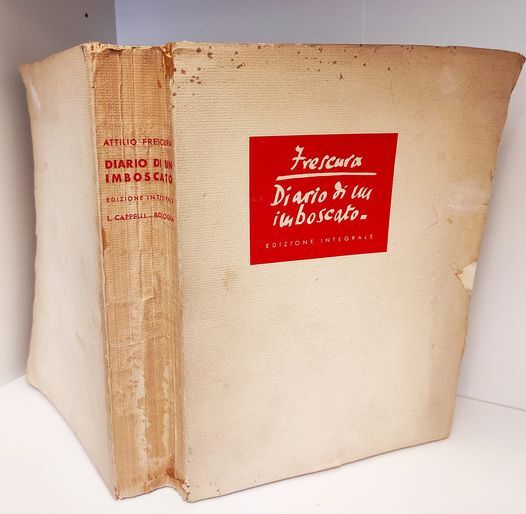 ATTILIO FRESCURA
DIARIO DI UN
IMBOSCATO
EDIZIONE INTEGRALE
L. CAPPELLI - BOLOGNA
Frescura
Diario di un
imboscato
EDIZIONE INTEGRALE